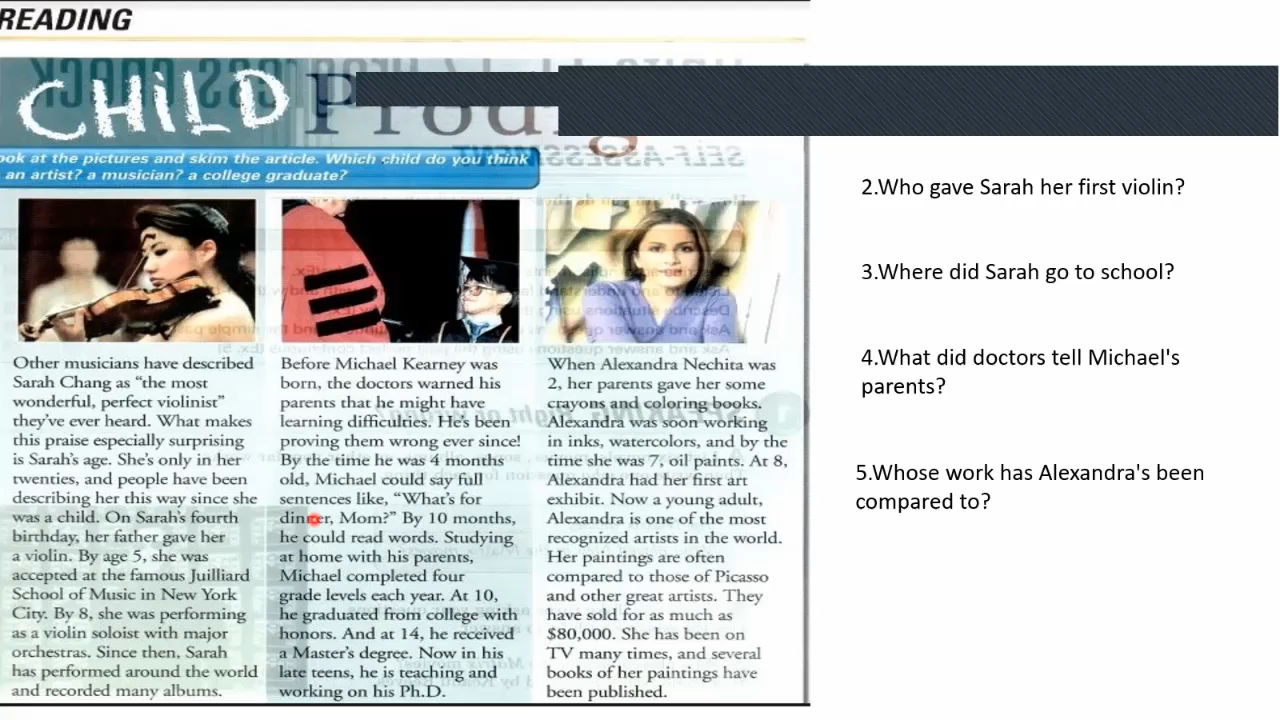 READING
CHILD Prodig
ook at the pictures and skim the article. Which child do you think
an artist? a musician? a college graduate?
Other musicians have described
Sarah Chang as “the most
wonderful, perfect violinist”
they’ve ever heard. What makes
this praise especially surprising
is Sarah’s age. She’s only in her
twenties, and people have been
describing her this way since she
was a child. On Sarah’s fourth
birthday, her father gave her
a violin. By age 5, she was
accepted at the famous Juilliard
School of Music in New York
City. By 8, she was performing
as a violin soloist with major
orchestras. Since then, Sarah
has performed around the world
and recorded many albums.
Before Michael Kearney was
born, the doctors warned his
parents that he might have
learning difficulties. He’s been
proving them wrong ever since!
By the time he was 4 months
old, Michael could say full
sentences like, “What’s for
dinner, Mom?” By 10 months,
he could read words. Studying
at home with his parents,
Michael completed four
grade levels each year. At 10,
he graduated from college with
honors. And at 14, he received
a Master’s degree. Now in his
late teens, he is teaching and
working on his Ph.D.
When Alexandra Nechita was
2, her parents gave her some
crayons and coloring books.
Alexandra was soon working
in inks, watercolors, and by the
time she was 7, oil paints. At 8,
Alexandra had her first art
exhibit. Now a young adult,
Alexandra is one of the most
recognized artists in the world.
Her paintings are often
compared to those of Picasso
and other great artists. They
have sold for as much as
$80,000. She has been on
TV many times, and several
books of her paintings have
been published.
2.Who gave Sarah her first violin?
3.Where did Sarah go to school?
4.What did doctors tell Michael's
parents?
5.Whose work has Alexandra's been
compared to?